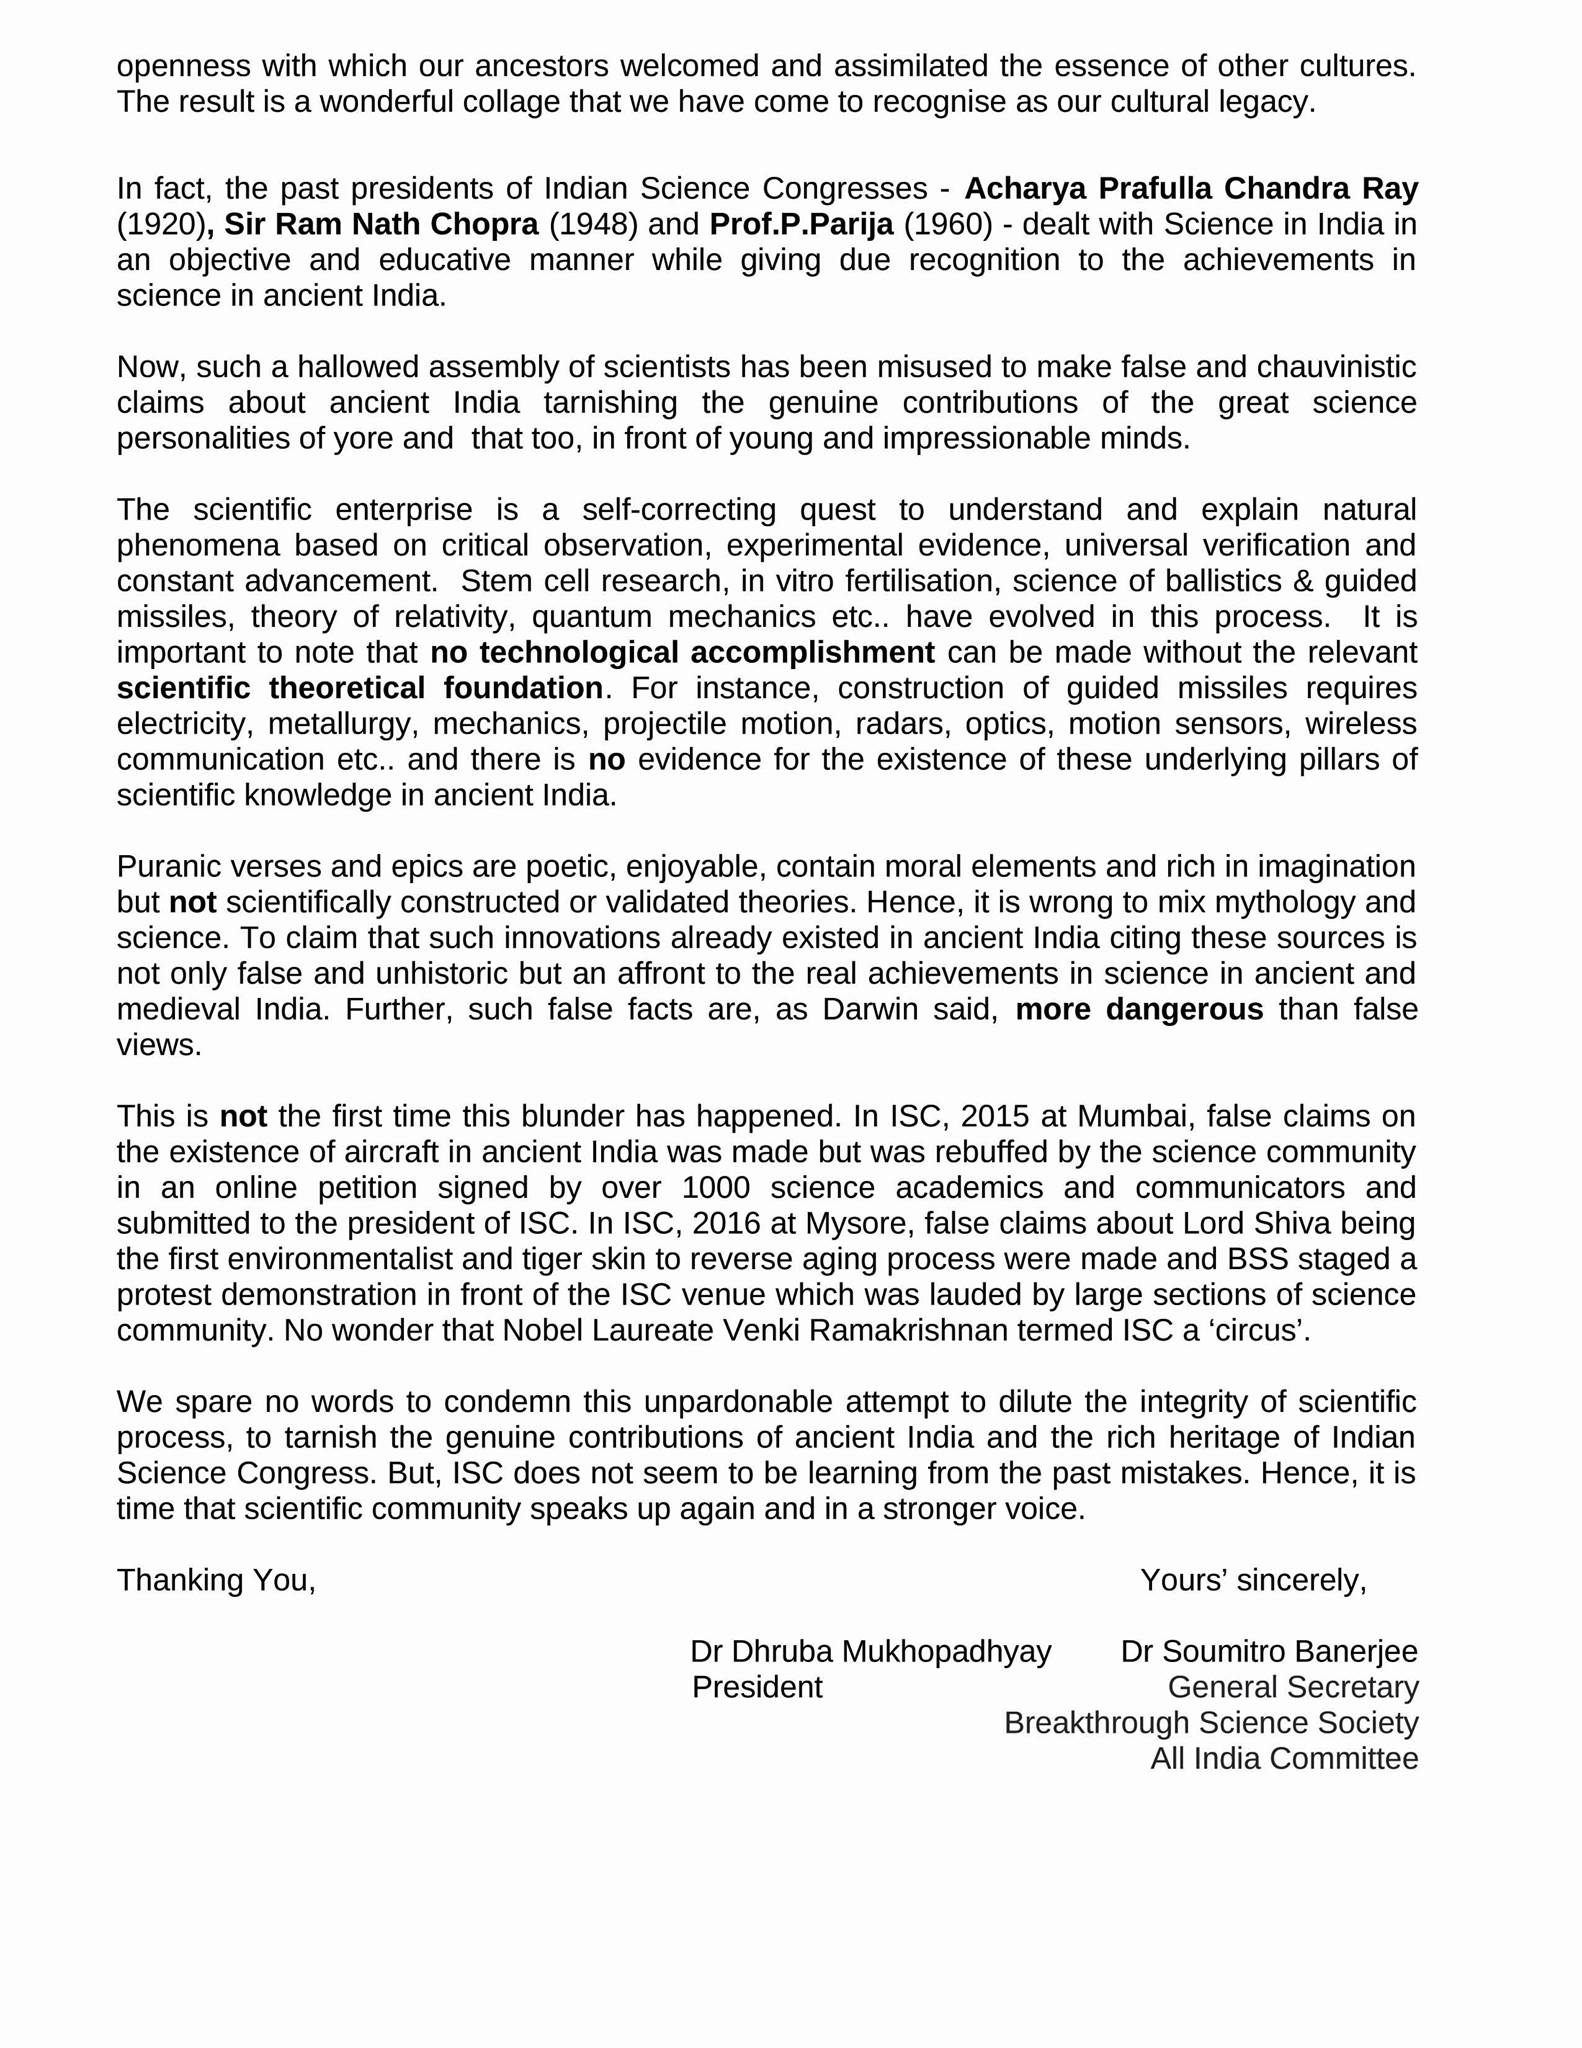 openness with which our ancestors welcomed and assimilated the essence of other cultures.
The result is a wonderful collage that we have come to recognise as our cultural legacy.
In fact, the past presidents of Indian Science Congresses - Acharya Prafulla Chandra Ray
(1920), Sir Ram Nath Chopra (1948) and Prof.P.Parija (1960) - dealt with Science in India in
an objective and educative manner while giving due recognition to the achievements in
science in ancient India.
Now, such a hallowed assembly of scientists has been misused to make false and chauvinistic
claims about ancient India tarnishing the genuine contributions of the great science
personalities of yore and  that too, in front of young and impressionable minds.
The scientific enterprise is a self-correcting quest to understand and explain natural
phenomena based on critical observation, experimental evidence, universal verification and
constant advancement.  Stem cell research, in vitro fertilisation, science of ballistics & guided
missiles, theory of relativity, quantum mechanics etc.. have evolved in this process.  It is
important to note that no technological accomplishment can be made without the relevant
scientific theoretical foundation. For instance, construction of guided missiles requires
electricity, metallurgy, mechanics, projectile motion, radars, optics, motion sensors, wireless
communication etc.. and there is no evidence for the existence of these underlying pillars of
scientific knowledge in ancient India.
Puranic verses and epics are poetic, enjoyable, contain moral elements and rich in imagination
but not scientifically constructed or validated theories. Hence, it is wrong to mix mythology and
science. To claim that such innovations already existed in ancient India citing these sources is
not only false and unhistoric but an affront to the real achievements in science in ancient and
medieval India. Further, such false facts are, as Darwin said, more dangerous than false
views.
This is not the first time this blunder has happened. In ISC, 2015 at Mumbai, false claims on
the existence of aircraft in ancient India was made but was rebuffed by the science community
in an online petition signed by over 1000 science academics and communicators and
submitted to the president of ISC. In ISC, 2016 at Mysore, false claims about Lord Shiva being
the first environmentalist and tiger skin to reverse aging process were made and BSS staged a
protest demonstration in front of the ISC venue which was lauded by large sections of science
community. No wonder that Nobel Laureate Venki Ramakrishnan termed ISC a ‘circus’.
We spare no words to condemn this unpardonable attempt to dilute the integrity of scientific
process, to tarnish the genuine contributions of ancient India and the rich heritage of Indian
Science Congress. But, ISC does not seem to be learning from the past mistakes. Hence, it is
time that scientific community speaks up again and in a stronger voice.
Thanking You, Yours’ sincerely,
Dr Dhruba Mukhopadhyay Dr Soumitro Banerjee
President General Secretary
Breakthrough Science Society
All India Committee